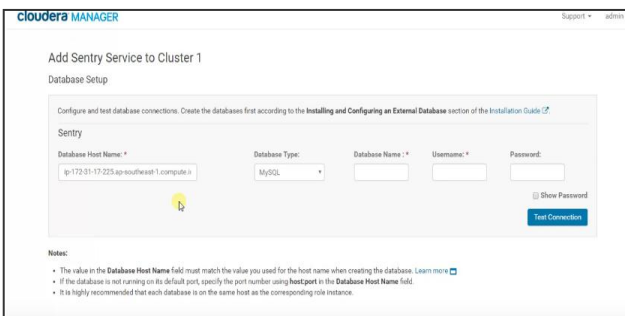 cloudera MANAGER
Support admin
Add Sentry Service to Cluster 1
Database Setup
Configure and test database connections. Create the databases first according to the Installing and Configuring an External Database section of the Installation Guide.
Sentry
Database Host Name: * Database Type: Database Name : * Username: * Password:
ip-172-31-17-225.ap-southeast-1.compute.i MySQL
Show Password
Test Connection
Notes:
• The value in the Database Host Name field must match the value you used for the host name when creating the database. Learn more
• If the database is not running on its default port, specify the port number using host:port in the Database Host Name field.
• It is highly recommended that each database is on the same host as the corresponding role instance.